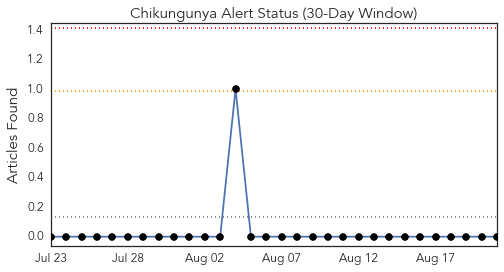 Chikungunya Alert Status (30-Day Window)
Articles Found
1.4
1.2
1.0
0.8
0.6
0.4
0.2
0.0
Jul 23 Jul 28 Aug 02 Aug 07 Aug 12 Aug 17